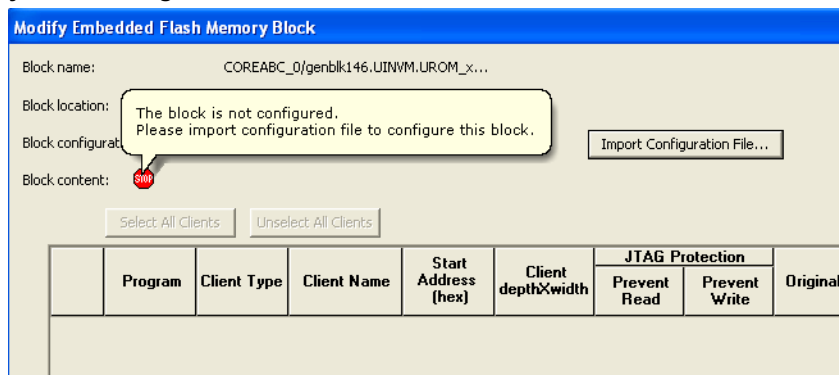 Modify Embedded Flash Memory Block
Block name: COREABC_0/genblk146.UINVM.UROM_x...
Block location:
The block is not configured.
Please import configuration file to configure this block.
Block configurat
Import Configuration File...
Block content:
STOP
Select All Clients Unselect All Clients
Program Client Type Client Name Start Address (hex) Client depthXwidth JTAG Protection Prevent Read Prevent Write Original